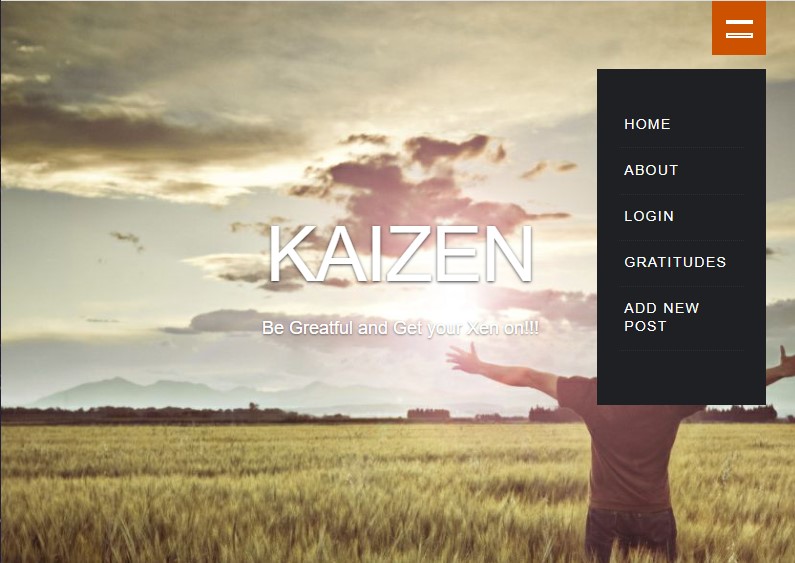 HOME
ABOUT
LOGIN
GRATITUDES
ADD NEW
POST
KAIZEN
Be Greatful and Get your Xen on!!!